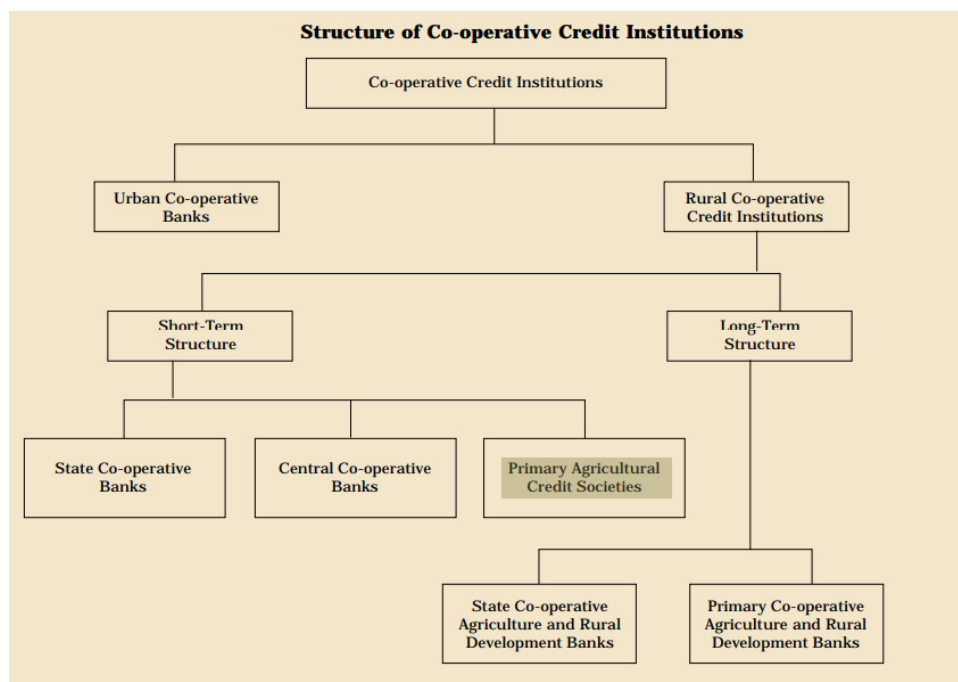 Structure of Co-operative Credit Institutions
Co-operative Credit Institutions
Urban Co-operative
Banks
Rural Co-operative
Credit Institutions
Short-Term
Structure
Long-Term
Structure
State Co-operative
Banks
Central Co-operative
Banks
Primary Agricultural
Credit Societies
State Co-operative
Agriculture and Rural
Development Banks
Primary Co-operative
Agriculture and Rural
Development Banks